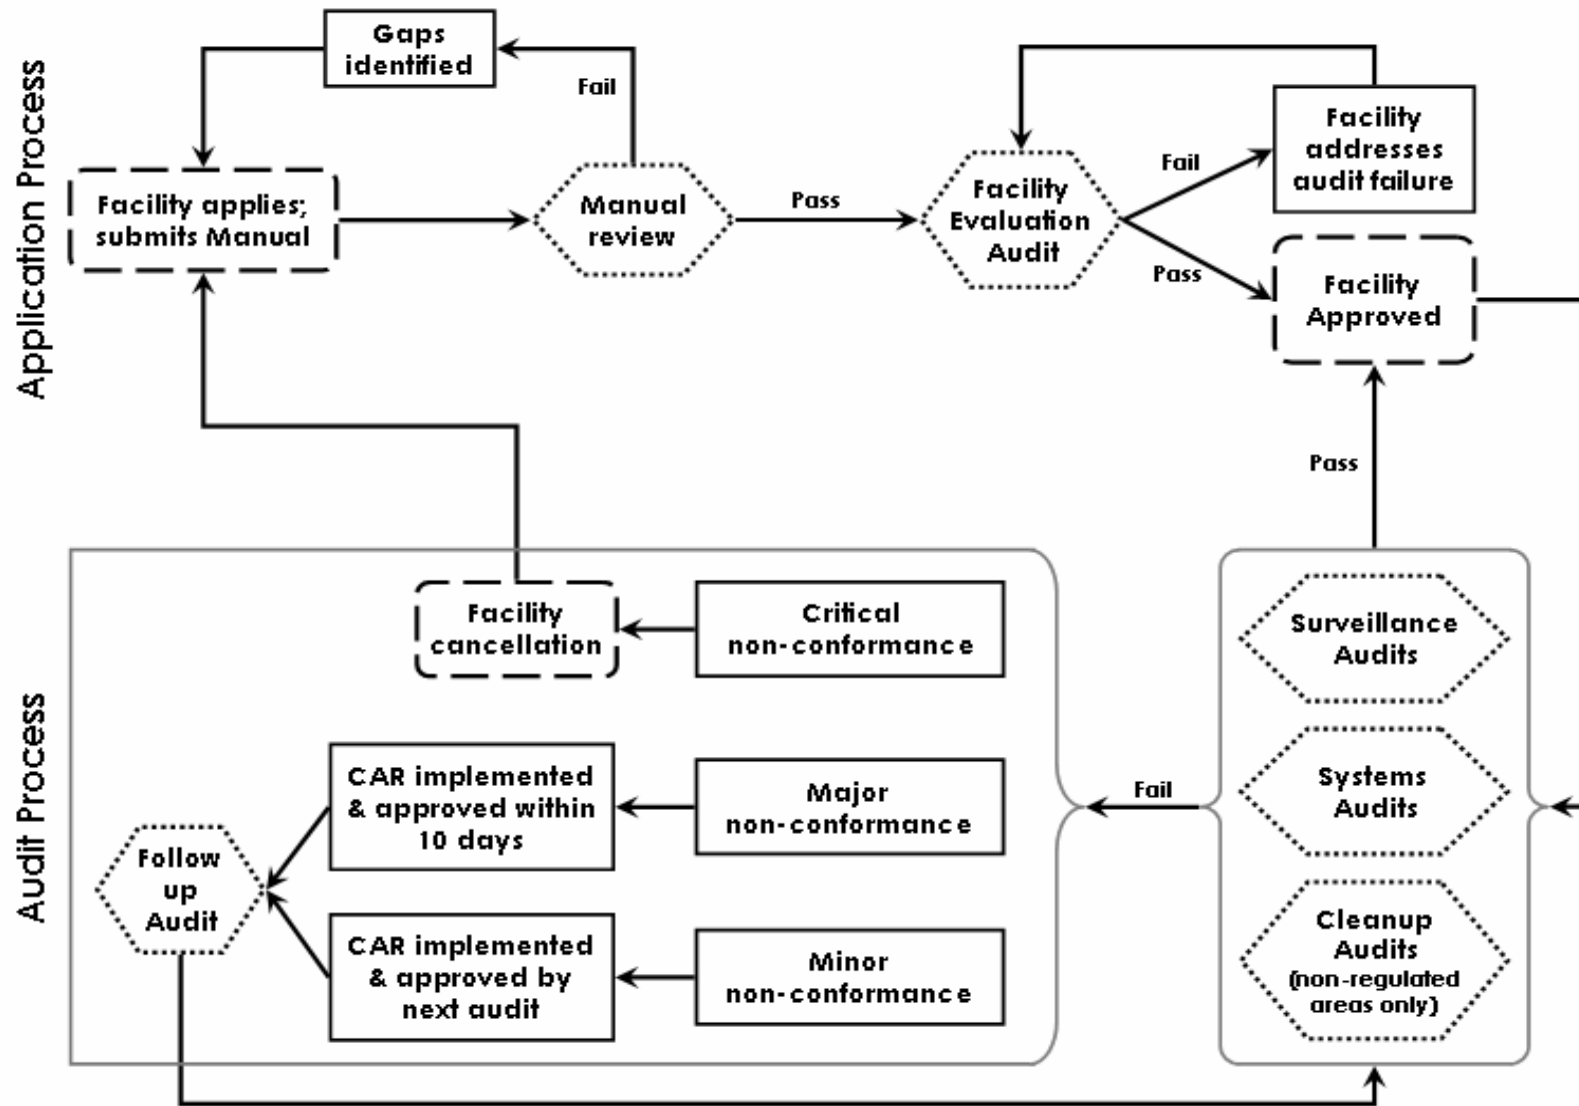 Application Process
Gaps
identified
Fail
Facility applies;
submits Manual
Manual
review
Pass
Facility
Evaluation
Audit
Fail
Pass
Facility
addresses
audit failure
Facility
Approved
Pass
Audit Process
Facility
cancellation
Critical
non-conformance
CAR implemented
& approved within
10 days
Major
non-conformance
Follow
up
Audit
CAR implemented
& approved by
next audit
Minor
non-conformance
Fail
Surveillance
Audits
Systems
Audits
Cleanup
Audits
(non-regulated
areas only)